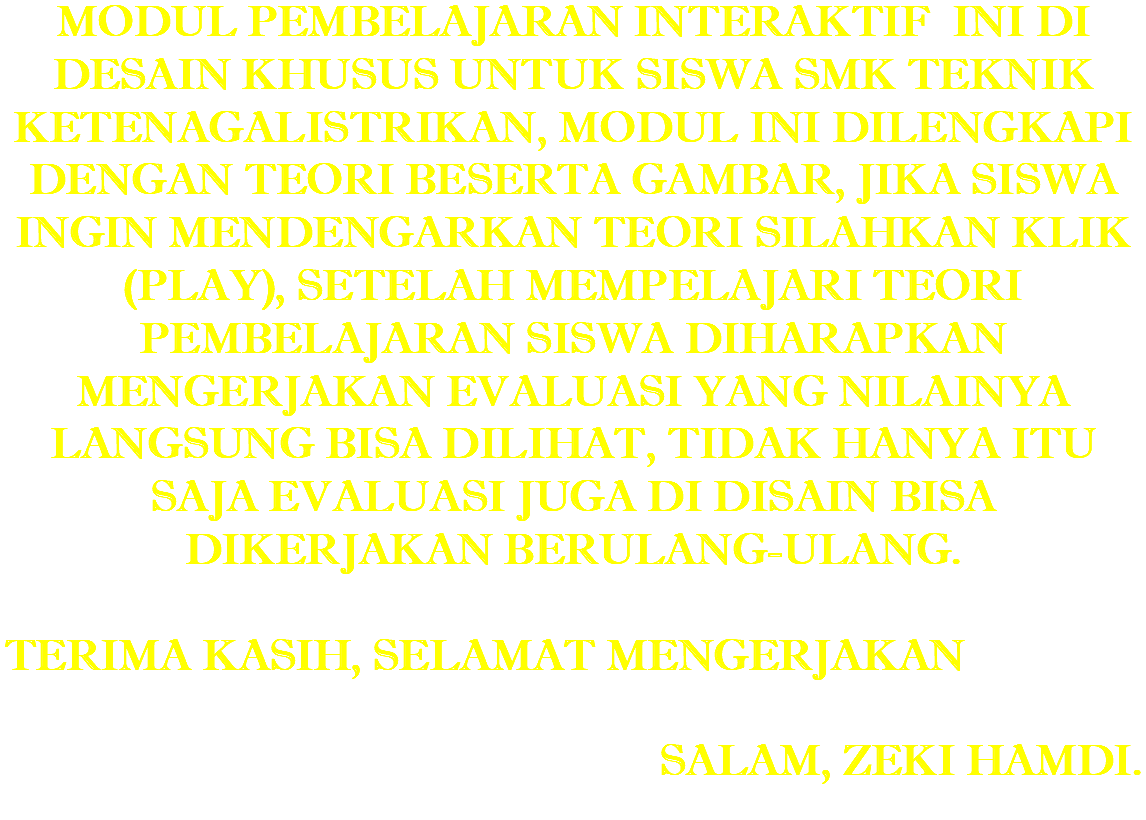 MODUL PEMBELAJARAN INTERAKTIF INI DI
DESAIN KHUSUS UNTUK SISWA SMK TEKNIK
KETENAGALISTRIKAN, MODUL INI DILENGKAPI
DENGAN TEORI BESERTA GAMBAR, JIKA SISWA
INGIN MENDENGARKAN TEORI SILAHKAN KLIK
(PLAY), SETELAH MEMPELAJARI TEORI
PEMBELAJARAN SISWA DIHARAPKAN
MENGERJAKAN EVALUASI YANG NILAINYA
LANGSUNG BISA DILIHAT, TIDAK HANYA ITU
SAJA EVALUASI JUGA DI DISAIN BISA
DIKERJAKAN BERULANG-ULANG.
TERIMA KASIH, SELAMAT MENGERJAKAN
SALAM, ZEKI HAMDI.